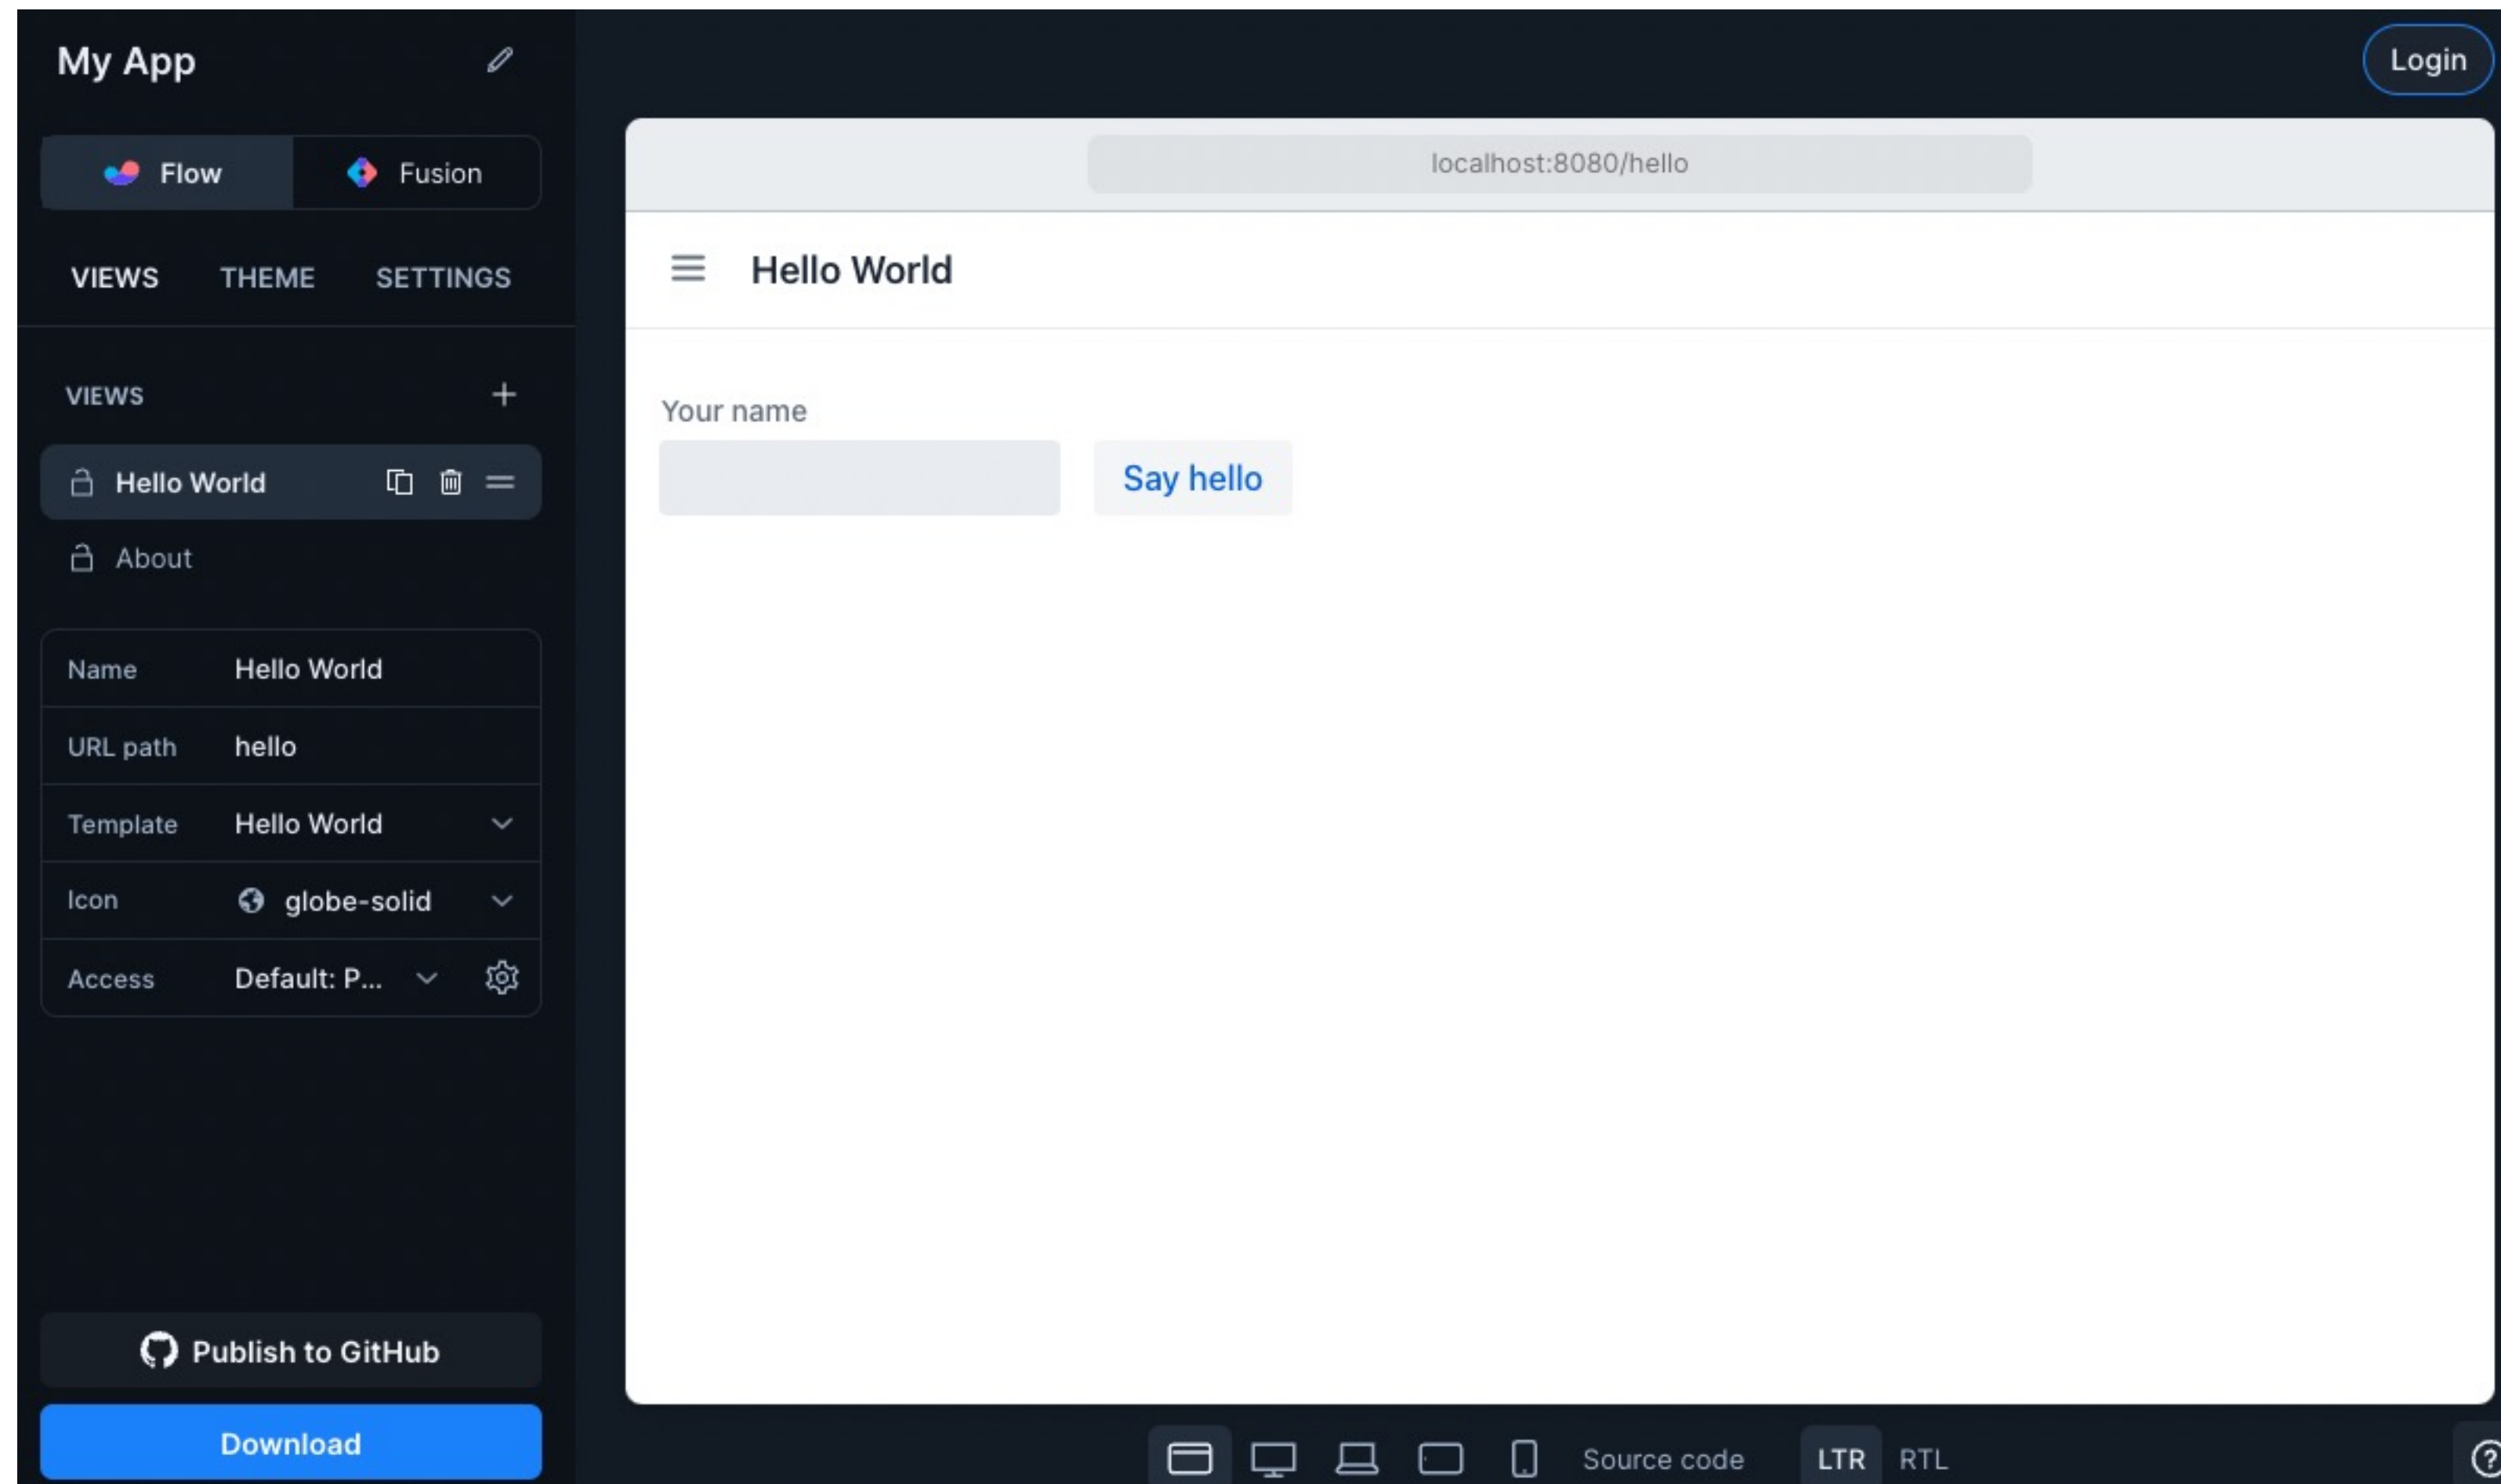 My App
Login
Flow
Fusion
VIEWS
THEME
SETTINGS
VIEWS
Hello World
About
Name
Hello World
URL path
hello
Template
Hello World
Icon
globe-solid
Access
Default: P...
Publish to GitHub
Download
localhost:8080/hello
Hello World
Your name
Say hello
Source code
LTR
RTL